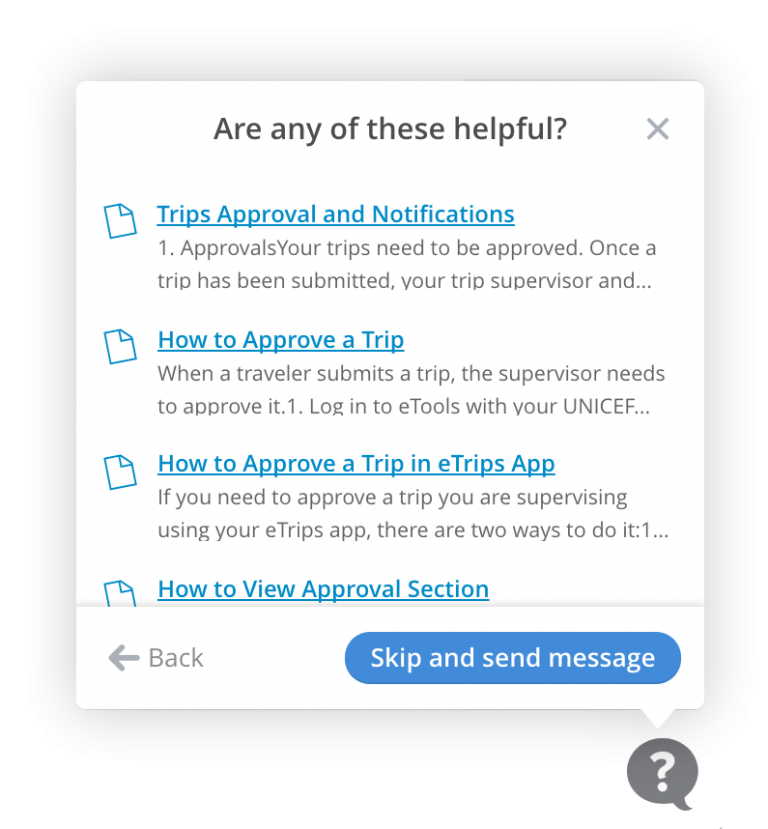 Are any of these helpful?
Trips Approval and Notifications
1. ApprovalsYour trips need to be approved. Once a
trip has been submitted, your trip supervisor and...
How to Approve a Trip
When a traveler submits a trip, the supervisor needs
to approve it.1. Log in to eTools with your UNICEF...
How to Approve a Trip in eTrips App
If you need to approve a trip you are supervising
using your eTrips app, there are two ways to do it:1...
How to View Approval Section
Back
Skip and send message
?